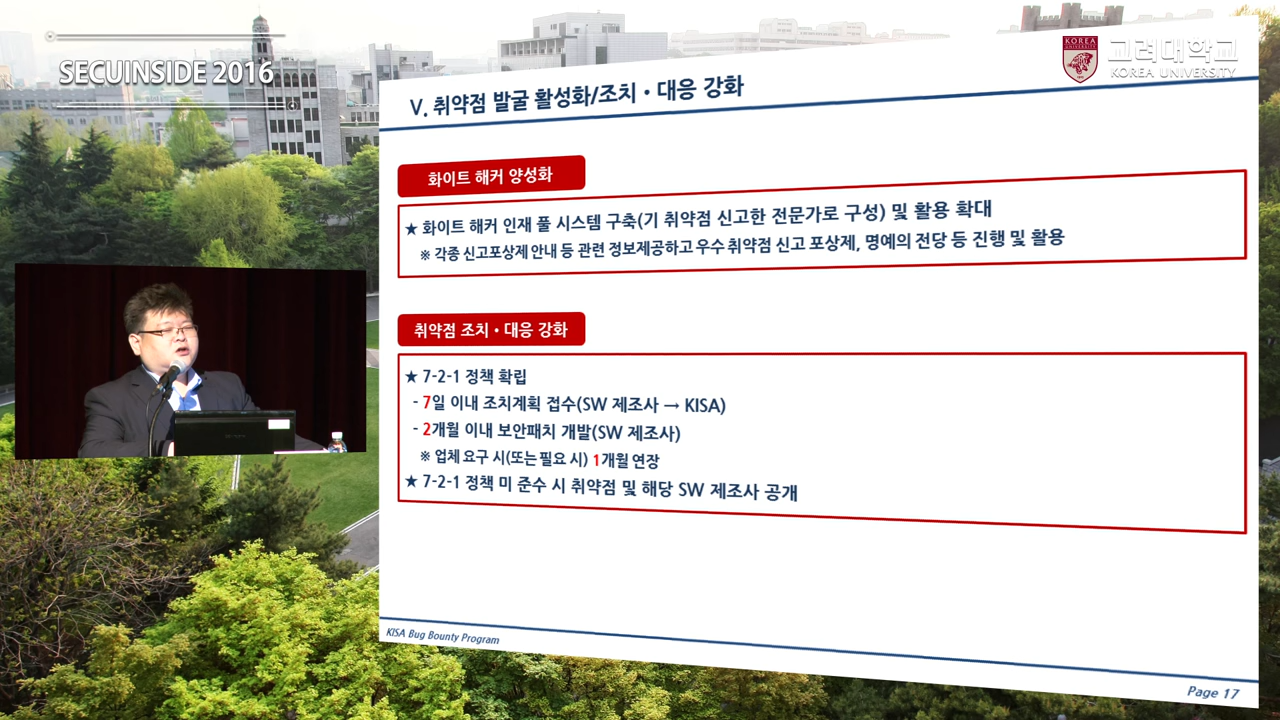 SECUINSIDE 2016
KOREA
UNIVERSITY
고려대학교
KOREA UNIVERSITY
V. 취약점 발굴 활성화/조치•대응 강화
화이트 해커 양성화
★ 화이트 해커 인재 풀 시스템 구축(기 취약점 신고한 전문가로 구성) 및 활용 확대
※ 각종 신고포상제 안내 등 관련 정보제공하고 우수 취약점 신고 포상제, 명예의 전당 등 진행 및 활용
취약점 조치•대응 강화
★ 7-2-1 정책 확립
- 7일 이내 조치계획 접수(SW 제조사 → KISA)
- 2개월 이내 보안패치 개발(SW 제조사)
※ 업체 요구 시(또는 필요 시) 1개월 연장
★ 7-2-1 정책 미 준수 시 취약점 및 해당 SW 제조사 공개
KISA Bug Bounty Program
Page 17